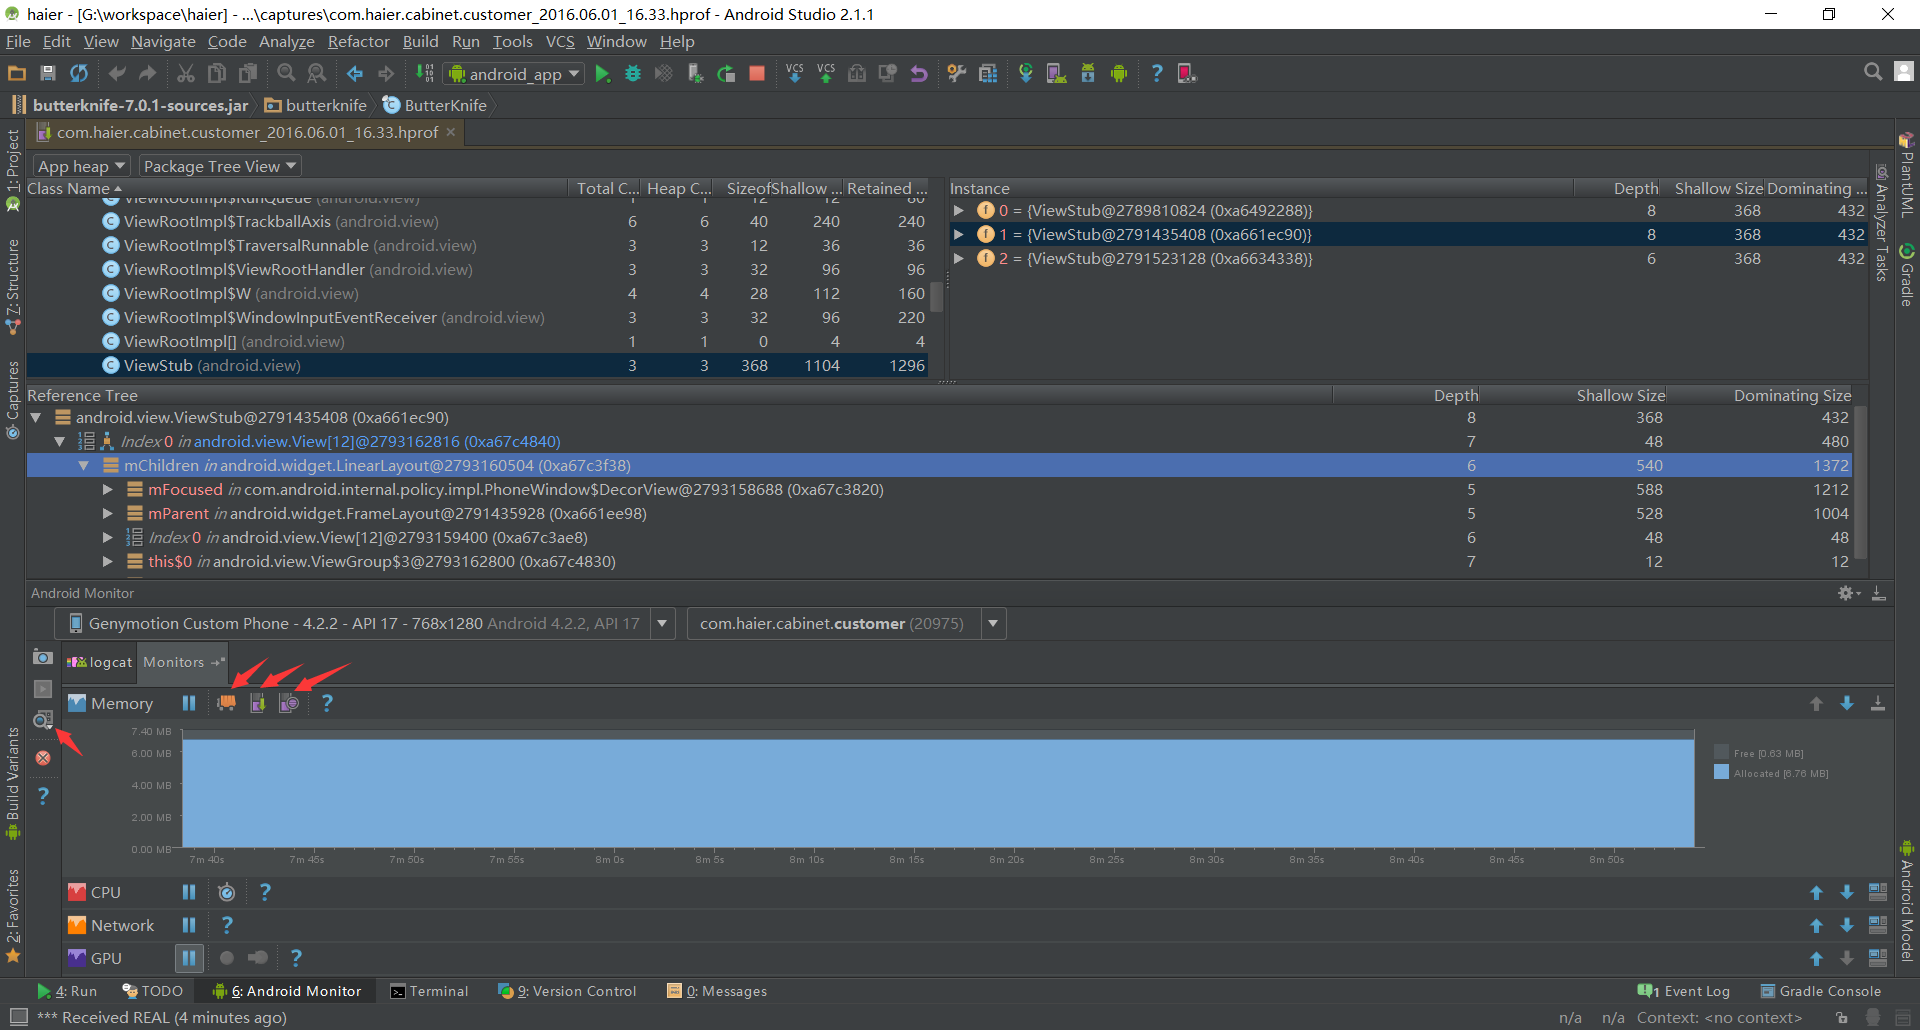 haier - [G:\workspace\haier] - ...\captures\com.haier.cabinet.customer_2016.06.01_16.33.hprof - Android Studio 2.1.1
File Edit View Navigate Code Analyze Refactor Build Run Tools VCS Window Help
android_app
butterknife-7.0.1-sources.jar butterknife ButterKnife
com.haier.cabinet.customer_2016.06.01_16.33.hprof
App heap Package Tree View
Class Name Total C... Heap C... Sizeof Shallow ... Retained ...
ViewRootImpl$RunQueue (android.view) 1 1 12 12 60
ViewRootImpl$TrackballAxis (android.view) 6 6 40 240 240
ViewRootImpl$TraversalRunnable (android.view) 3 3 12 36 36
ViewRootImpl$ViewRootHandler (android.view) 3 3 32 96 96
ViewRootImpl$W (android.view) 4 4 28 112 160
ViewRootImpl$WindowInputEventReceiver (android.view) 3 3 32 96 220
ViewRootImpl[] (android.view) 1 1 0 4 4
ViewStub (android.view) 3 3 368 1104 1296
Instance Depth Shallow Size Dominating ...
0 = {ViewStub@2789810824 (0xa6492288)} 8 368 432
1 = {ViewStub@2791435408 (0xa661ec90)} 8 368 432
2 = {ViewStub@2791523128 (0xa6634338)} 6 368 432
Reference Tree Depth Shallow Size Dominating Size
android.view.ViewStub@2791435408 (0xa661ec90) 8 368 432
Index 0 in android.view.View[12]@2793162816 (0xa67c4840) 7 48 480
mChildren in android.widget.LinearLayout@2793160504 (0xa67c3f38) 6 540 1372
mFocused in com.android.internal.policy.impl.PhoneWindow$DecorView@2793158688 (0xa67c3820) 5 588 1212
mParent in android.widget.FrameLayout@2791435928 (0xa661ee98) 5 528 1004
Index 0 in android.view.View[12]@2793159400 (0xa67c3ae8) 6 48 48
this$0 in android.view.ViewGroup$3@2793162800 (0xa67c4830) 7 12 12
Android Monitor
Genymotion Custom Phone - 4.2.2 - API 17 - 768x1280 Android 4.2.2, API 17 com.haier.cabinet.customer (20975)
logcat Monitors
Memory ?
7.40 MB
6.00 MB
4.00 MB
2.00 MB
0.00 MB
7m 40s 7m 45s 7m 50s 7m 55s 8m 0s 8m 5s 8m 10s 8m 15s 8m 20s 8m 25s 8m 30s 8m 35s 8m 40s 8m 45s 8m 50s
Free [0.63 MB]
Allocated [6.76 MB]
CPU ?
Network ?
GPU ?
1: Project
Z: Structure
Captures
Build Variants
2: Favorites
PlantUML
Gradle
Analyzer Tasks
Android Model
4: Run TODO 6: Android Monitor Terminal 9: Version Control 0: Messages 1 Event Log Gradle Console
*** Received REAL (4 minutes ago) n/a n/a Context: <no context>